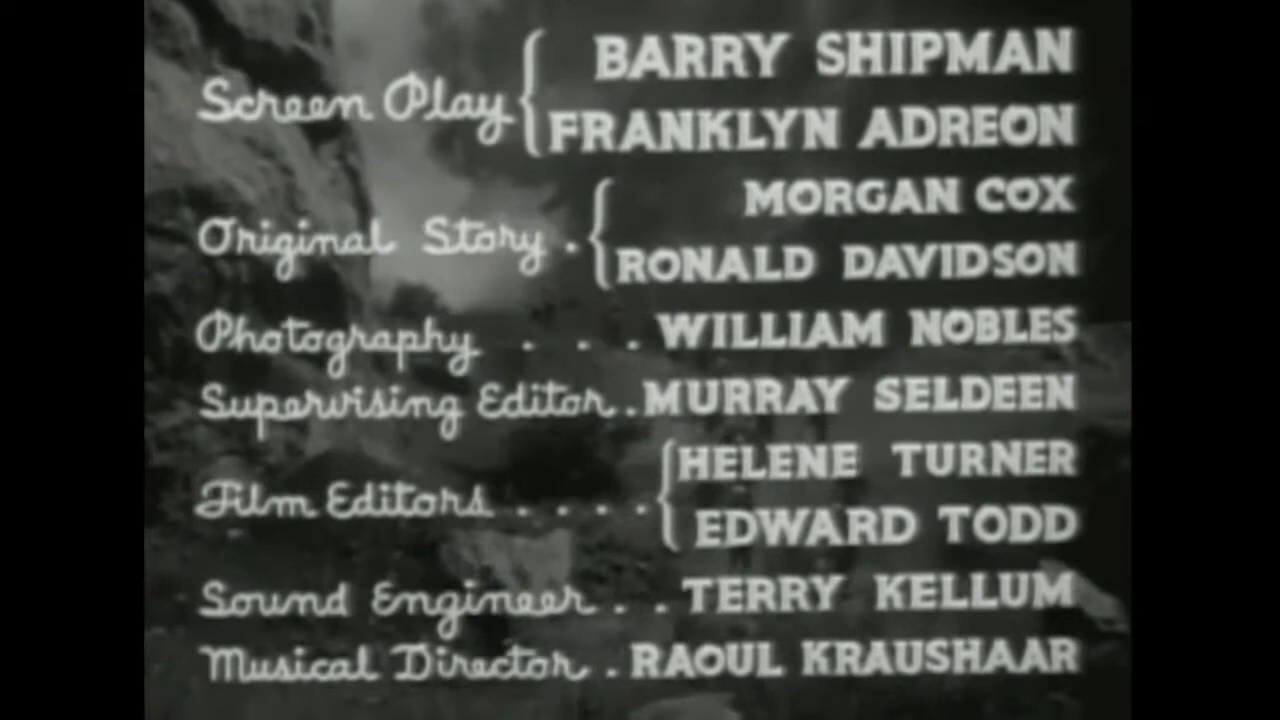 Screen Play { BARRY SHIPMAN
FRANKLYN ADREON
Original Story . { MORGAN COX
RONALD DAVIDSON
Photography . . . WILLIAM NOBLES
Supervising Editor . MURRAY SELDEEN
Film Editors . . . . { HELENE TURNER
EDWARD TODD
Sound Engineer . . TERRY KELLUM
Musical Director . RAOUL KRAUSHAAR